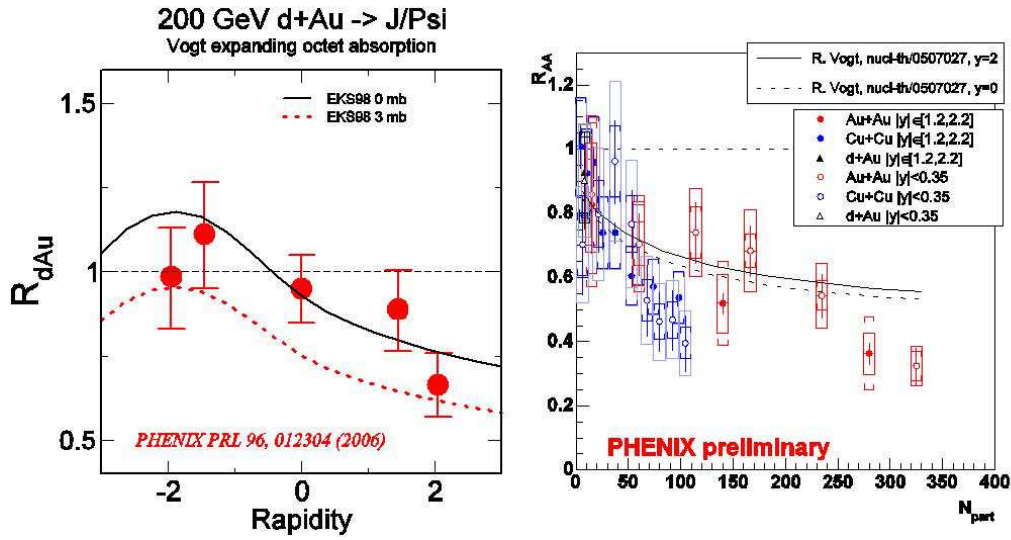 200 GeV d+Au -> J/Psi
Vogt expanding octet absorption
1.5
1
0.5
R_dAu
EKS98 0 mb
EKS98 3 mb
PHENIX PRL 96, 012304 (2006)
-2
0
2
Rapidity
R_AA
1.2
1
0.8
0.6
0.4
0.2
0
R. Vogt, nucl-th/0507027, y=2
R. Vogt, nucl-th/0507027, y=0
Au+Au |y|∈[1.2,2.2]
Cu+Cu |y|∈[1.2,2.2]
d+Au |y|∈[1.2,2.2]
Au+Au |y|<0.35
Cu+Cu |y|<0.35
d+Au |y|<0.35
PHENIX preliminary
0 50 100 150 200 250 300 350 400
N_part